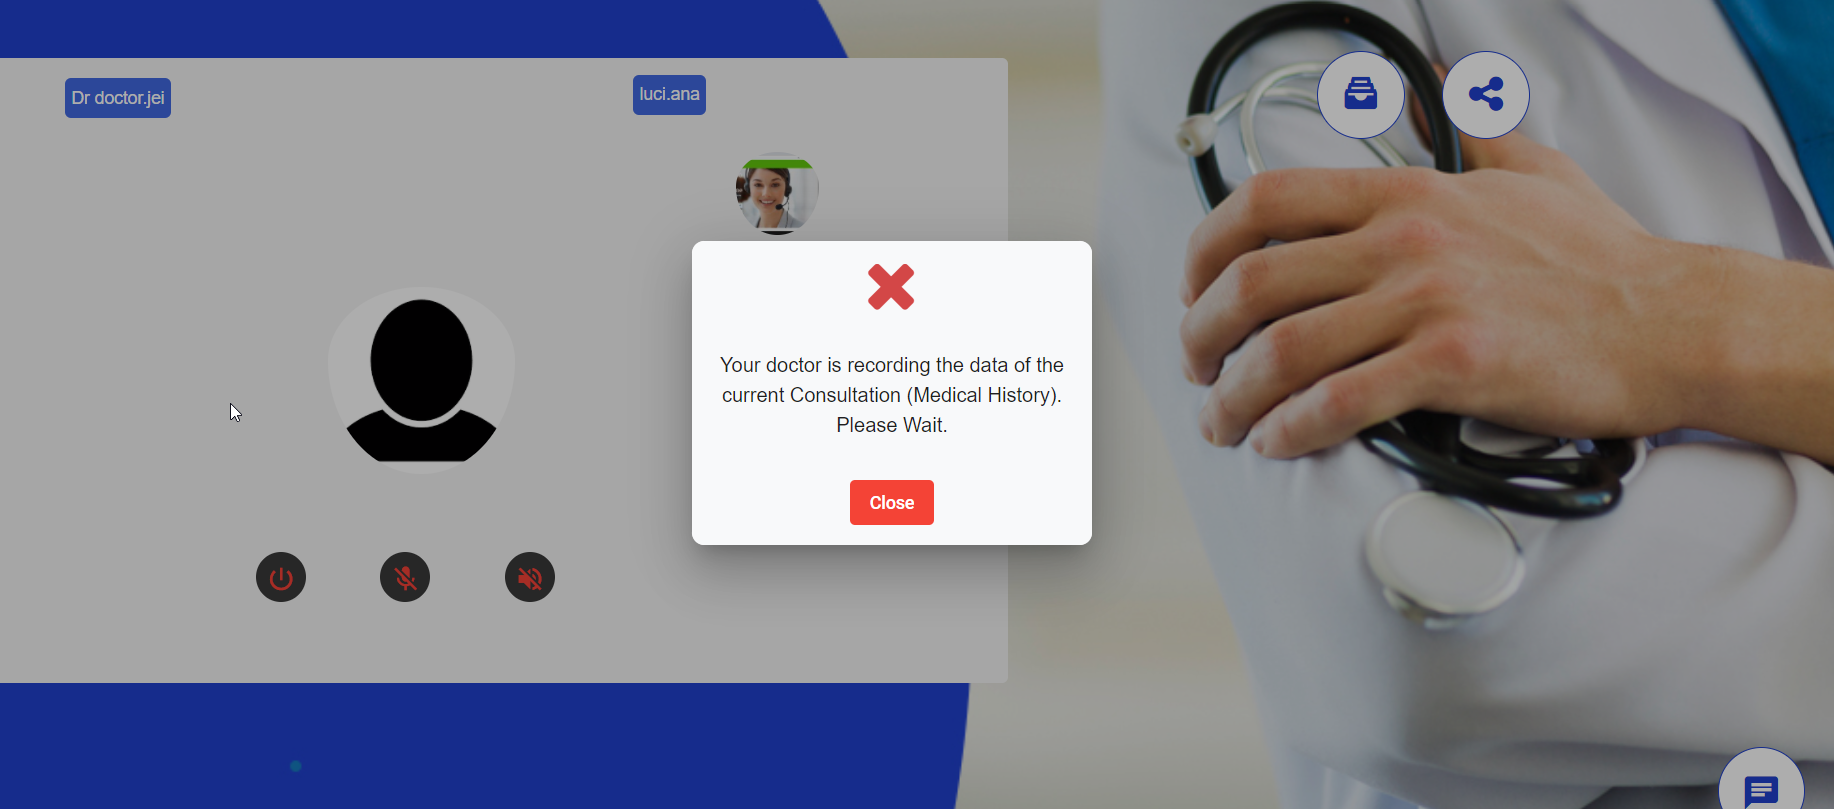 Dr doctor.jei
luci.ana
Your doctor is recording the data of the
current Consultation (Medical History).
Please Wait.
Close